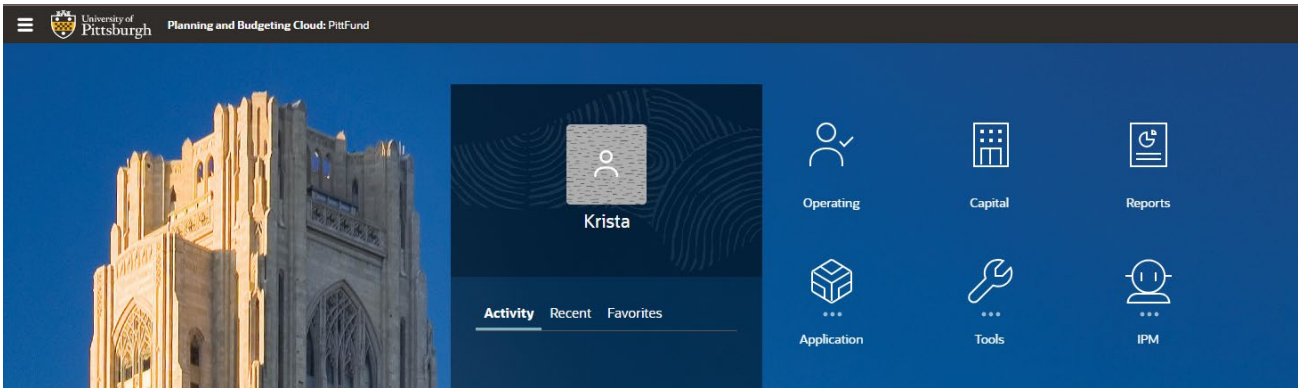 University of
Pittsburgh
Planning and Budgeting Cloud: PittFund
Krista
Activity Recent Favorites
Operating Capital Reports
Application Tools IPM